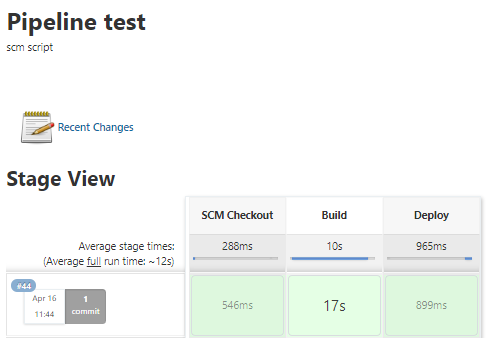 Pipeline test
scm script
Recent Changes
Stage View
SCM Checkout Build Deploy
Average stage times: 288ms 10s 965ms
(Average full run time: ~12s)
#44
Apr 16 1
11:44 commit
546ms 17s 899ms